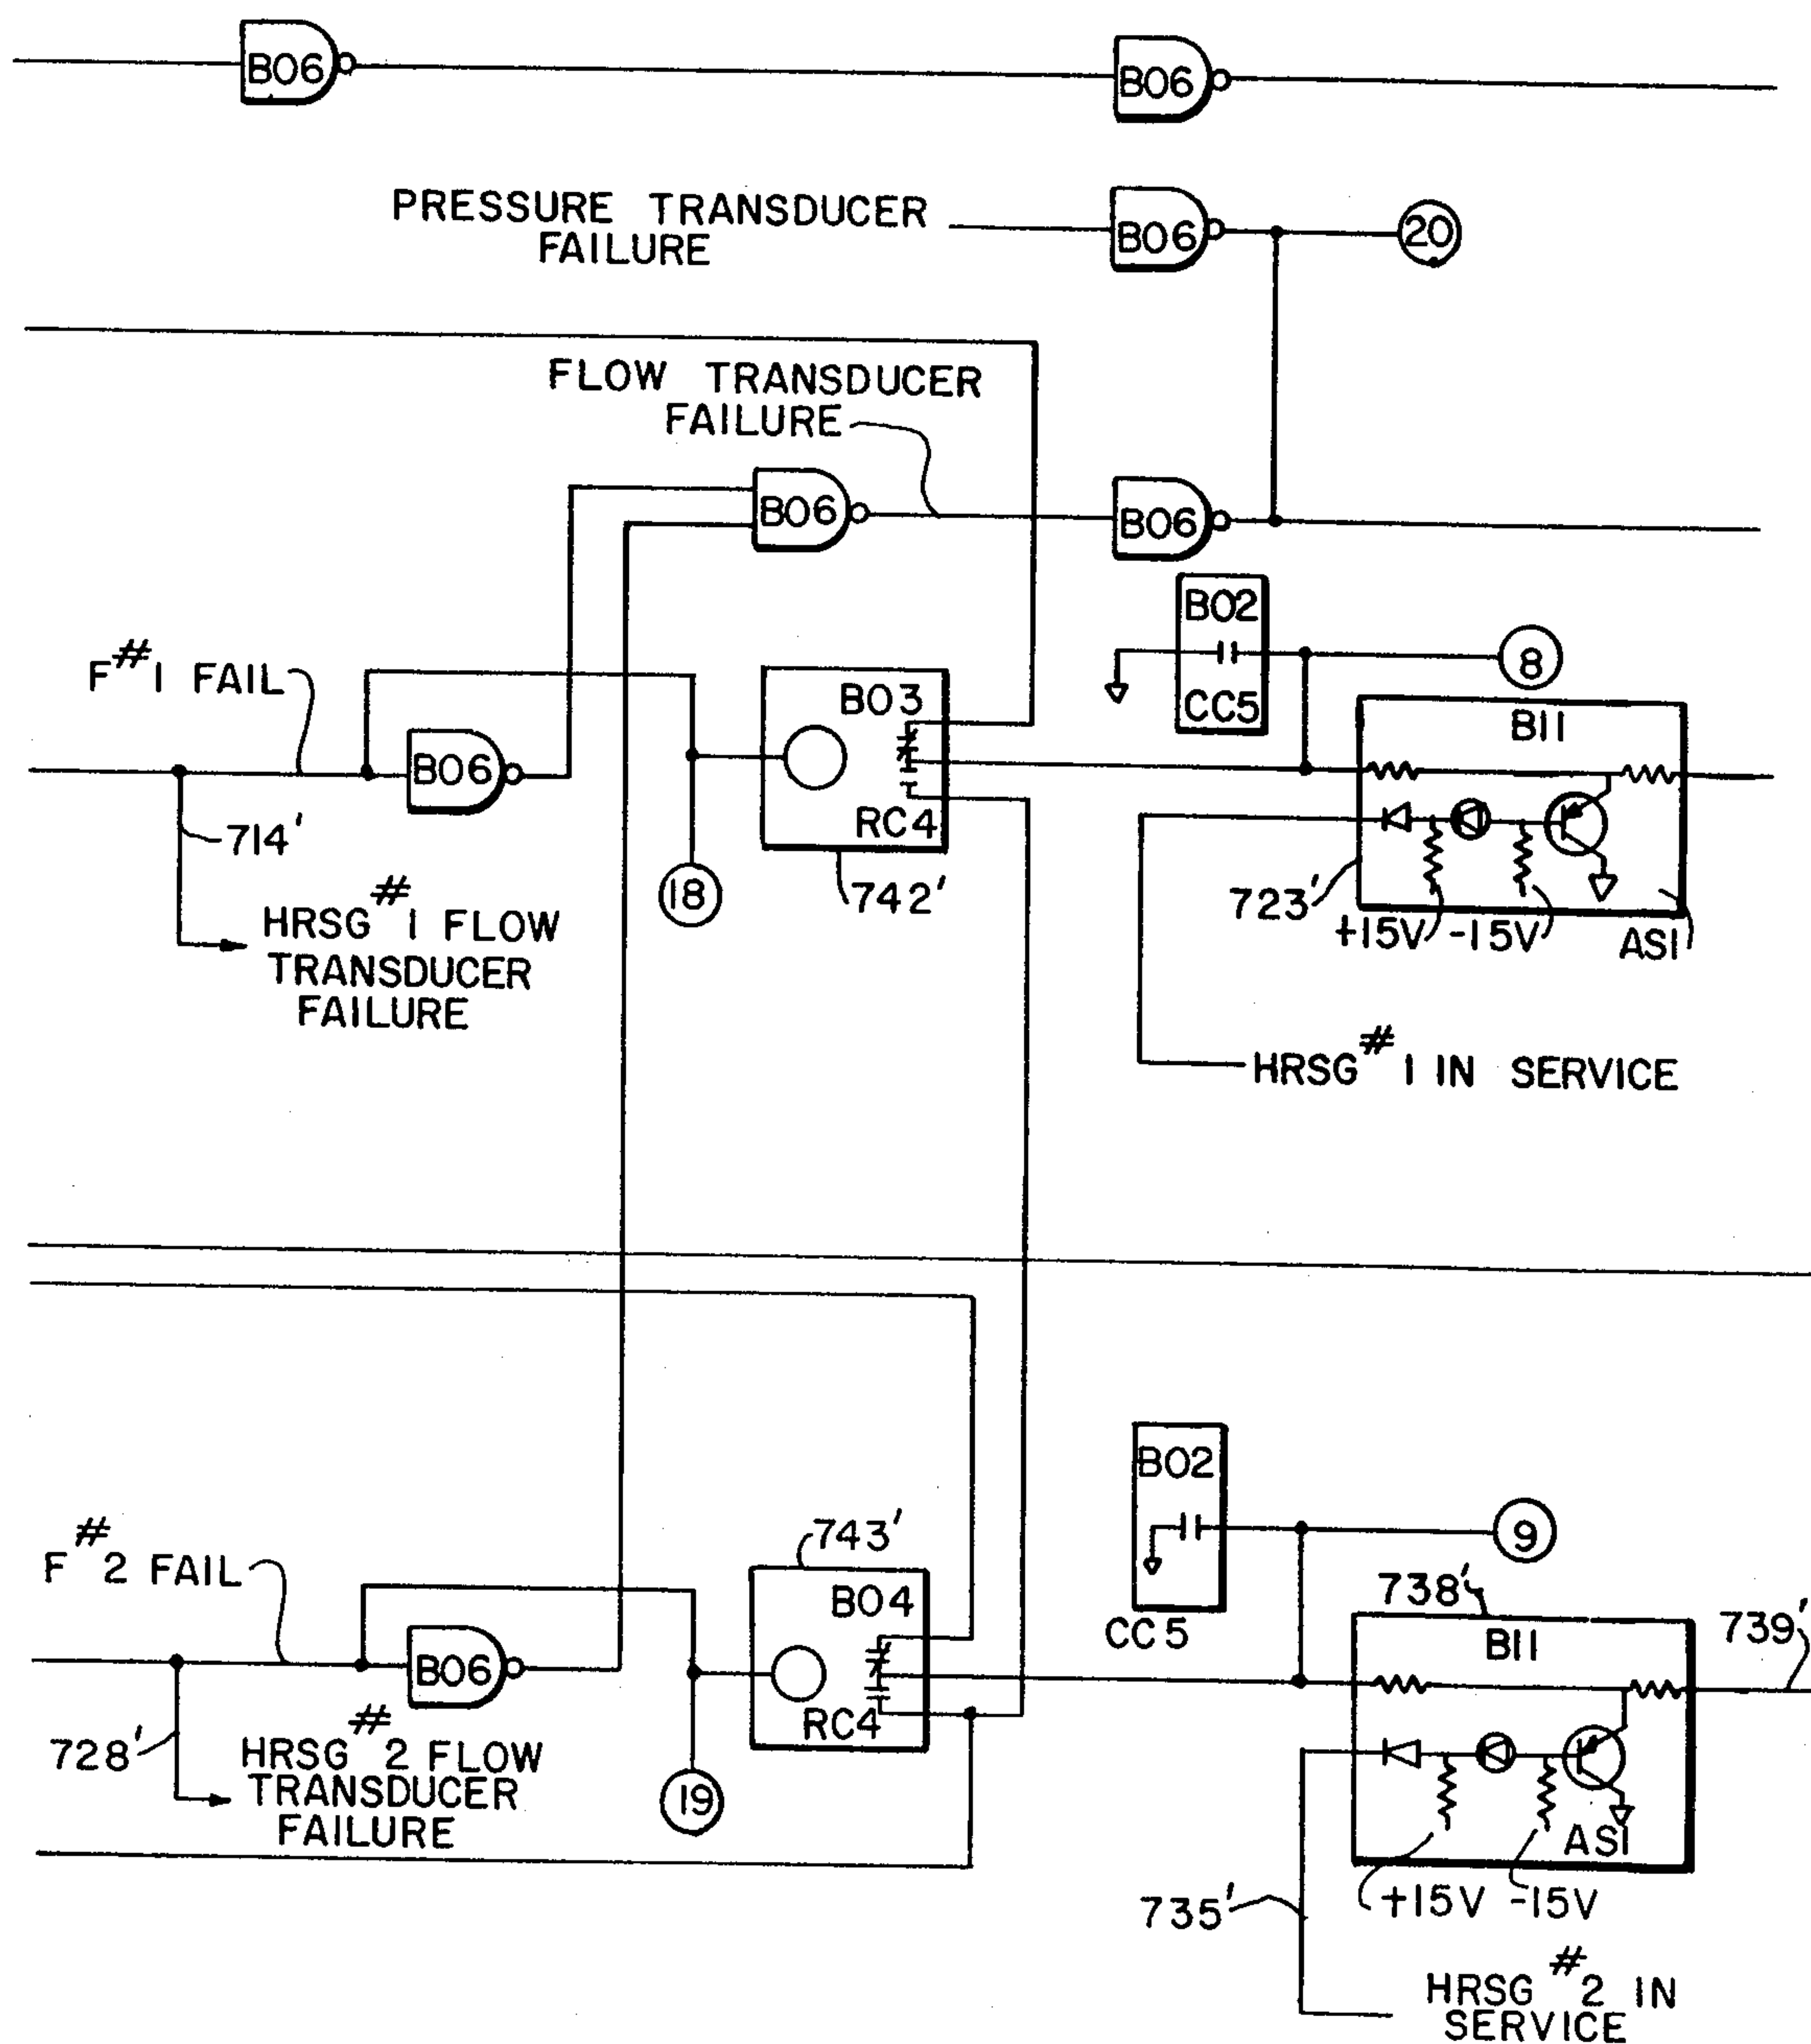 B06
B06
PRESSURE TRANSDUCER
FAILURE
B06
20
FLOW TRANSDUCER
FAILURE
B06
B06
B02
CC5
8
F#1 FAIL
B06
714'
HRSG #1 FLOW
TRANSDUCER
FAILURE
18
B03
RC4
742'
B11
723'
+15V
-15V
AS1
HRSG #1 IN SERVICE
B02
CC5
9
F#2 FAIL
B06
728'
HRSG #2 FLOW
TRANSDUCER
FAILURE
19
743'
B04
RC4
738'
B11
739'
AS1
+15V
-15V
735'
HRSG #2 IN
SERVICE